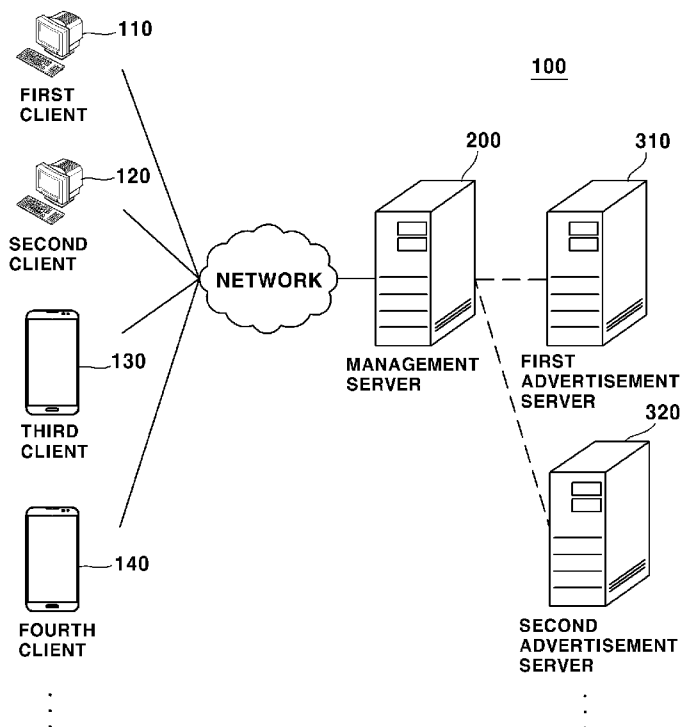 110
FIRST
CLIENT
100
120
SECOND
CLIENT
200
310
NETWORK
130
THIRD
CLIENT
MANAGEMENT
SERVER
FIRST
ADVERTISEMENT
SERVER
320
140
FOURTH
CLIENT
SECOND
ADVERTISEMENT
SERVER